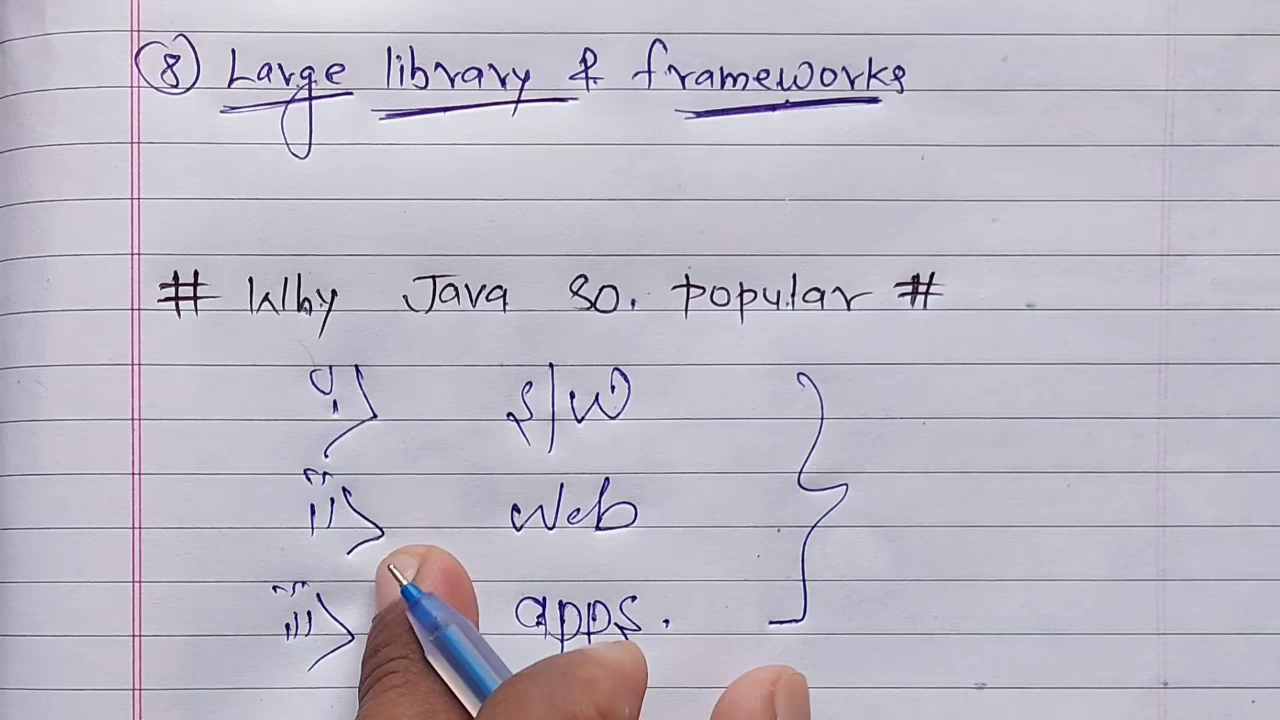 ⑧ Large library & frameworks
# Why Java so. popular #
i> S/W
ii> Web
iii> apps.